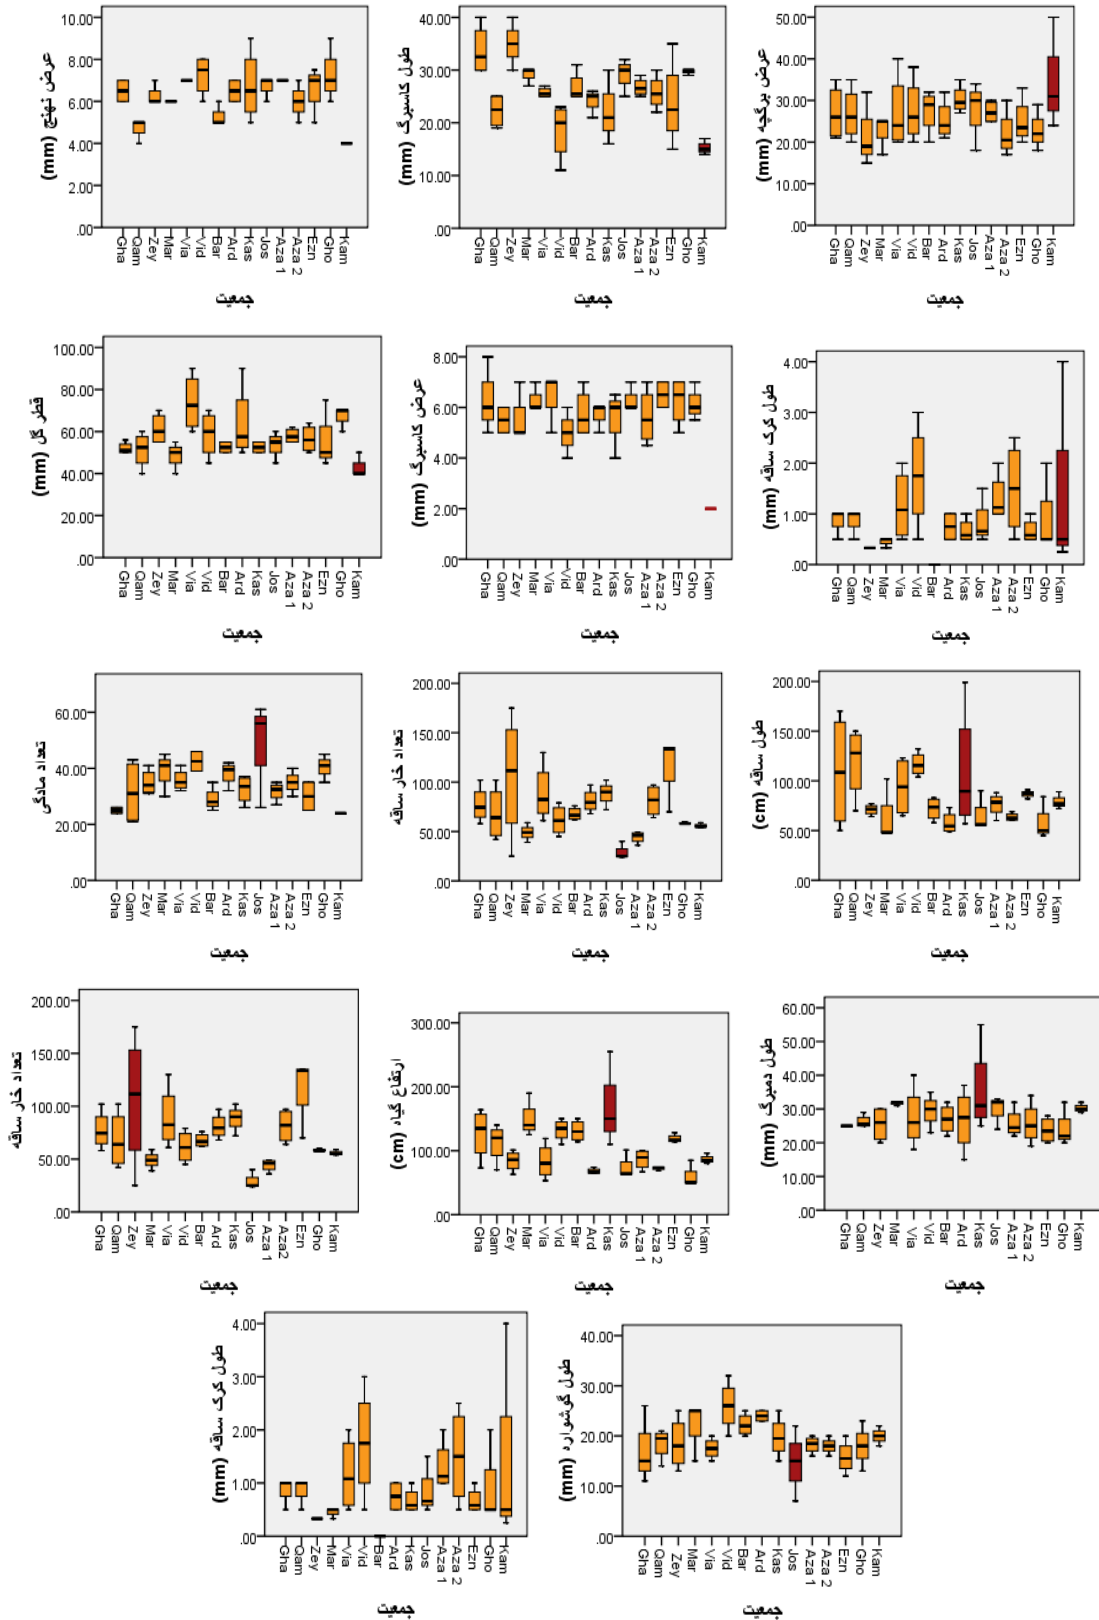 عرض نهنج (mm)
10.00
8.00
6.00
4.00
2.00
.00
Gha Qam Zey Mar Via Vid Bar Ard Kas Jos Aza 1 Aza 2 Ezn Gho Kam
جمعیت
طول کاسبرگ (mm)
40.00
30.00
20.00
10.00
.00
Gha Qam Zey Mar Via Vid Bar Ard Kas Jos Aza 1 Aza 2 Ezn Gho Kam
جمعیت
عرض برگچه (mm)
50.00
40.00
30.00
20.00
10.00
.00
Gha Qam Zey Mar Via Vid Bar Ard Kas Jos Aza 1 Aza 2 Ezn Gho Kam
جمعیت
قطر گل (mm)
100.00
80.00
60.00
40.00
20.00
.00
Gha Qam Zey Mar Via Vid Bar Ard Kas Jos Aza 1 Aza 2 Ezn Gho Kam
جمعیت
عرض کاسبرگ (mm)
8.00
6.00
4.00
2.00
.00
Gha Qam Zey Mar Via Vid Bar Ard Kas Jos Aza 1 Aza 2 Ezn Gho Kam
جمعیت
طول کرک ساقه (mm)
4.00
3.00
2.00
1.00
.00
Gha Qam Zey Mar Via Vid Bar Ard Kas Jos Aza 1 Aza 2 Ezn Gho Kam
جمعیت
تعداد مادگی
60.00
40.00
20.00
.00
Gha Qam Zey Mar Via Vid Bar Ard Kas Jos Aza 1 Aza 2 Ezn Gho Kam
جمعیت
تعداد خار ساقه
200.00
150.00
100.00
50.00
.00
Gha Qam Zey Mar Via Vid Bar Ard Kas Jos Aza 1 Aza 2 Ezn Gho Kam
جمعیت
طول ساقه (cm)
200.00
150.00
100.00
50.00
.00
Gha Qam Zey Mar Via Vid Bar Ard Kas Jos Aza 1 Aza 2 Ezn Gho Kam
جمعیت
تعداد خار ساقه
200.00
150.00
100.00
50.00
.00
Gha Qam Zey Mar Via Vid Bar Ard Kas Jos Aza 1 Aza2 Ezn Gho Kam
جمعیت
ارتفاع گیاه (cm)
300.00
200.00
100.00
.00
Gha Qam Zey Mar Via Vid Bar Ard Kas Jos Aza 1 Aza 2 Ezn Gho Kam
جمعیت
طول دمبرگ (mm)
60.00
50.00
40.00
30.00
20.00
10.00
.00
Gha Qam Zey Mar Via Vid Bar Ard Kas Jos Aza 1 Aza 2 Ezn Gho Kam
جمعیت
طول کرک ساقه (mm)
4.00
3.00
2.00
1.00
.00
Gha Qam Zey Mar Via Vid Bar Ard Kas Jos Aza 1 Aza 2 Ezn Gho Kam
جمعیت
طول گوشواره (mm)
40.00
30.00
20.00
10.00
.00
Gha Qam Zey Mar Via Vid Bar Ard Kas Jos Aza 1 Aza 2 Ezn Gho Kam
جمعیت